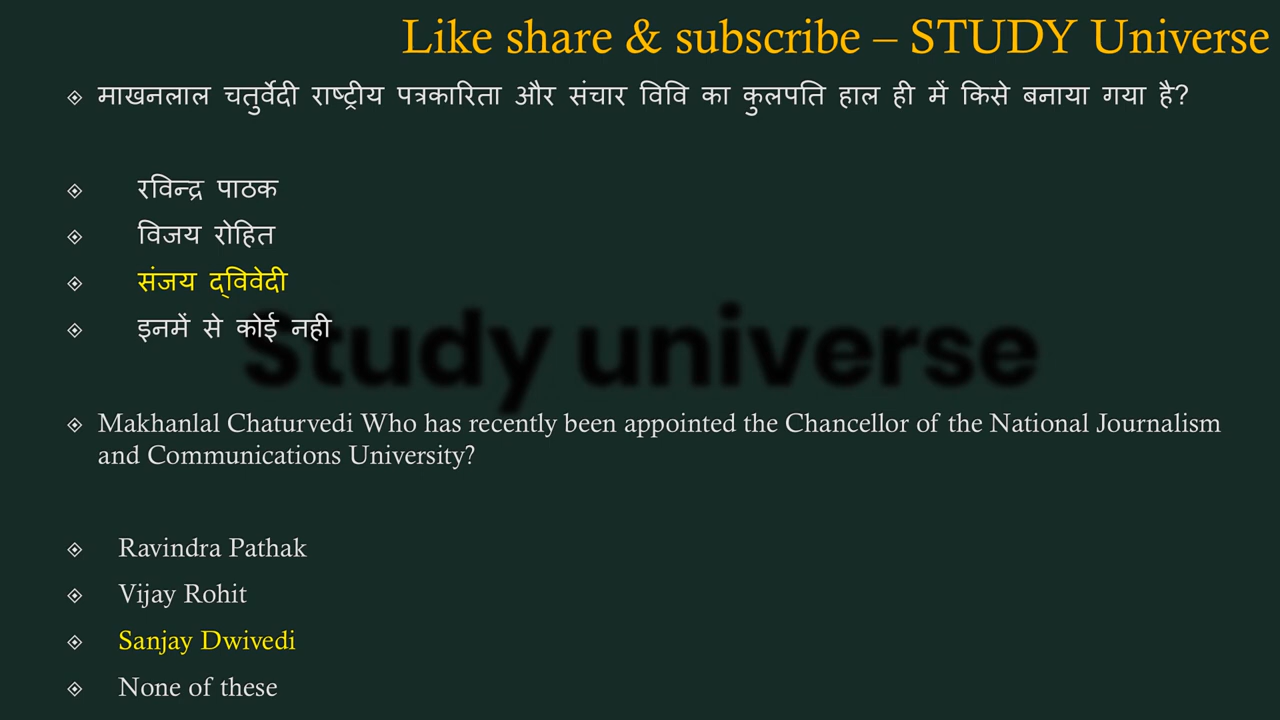 Like share & subscribe – STUDY Universe
माखनलाल चतुर्वेदी राष्ट्रीय पत्रकारिता और संचार विवि का कुलपति हाल ही में किसे बनाया गया है?
रविन्द्र पाठक
विजय रोहित
संजय द्विवेदी
इनमें से कोई नही
Study universe
Makhanlal Chaturvedi Who has recently been appointed the Chancellor of the National Journalism
and Communications University?
Ravindra Pathak
Vijay Rohit
Sanjay Dwivedi
None of these